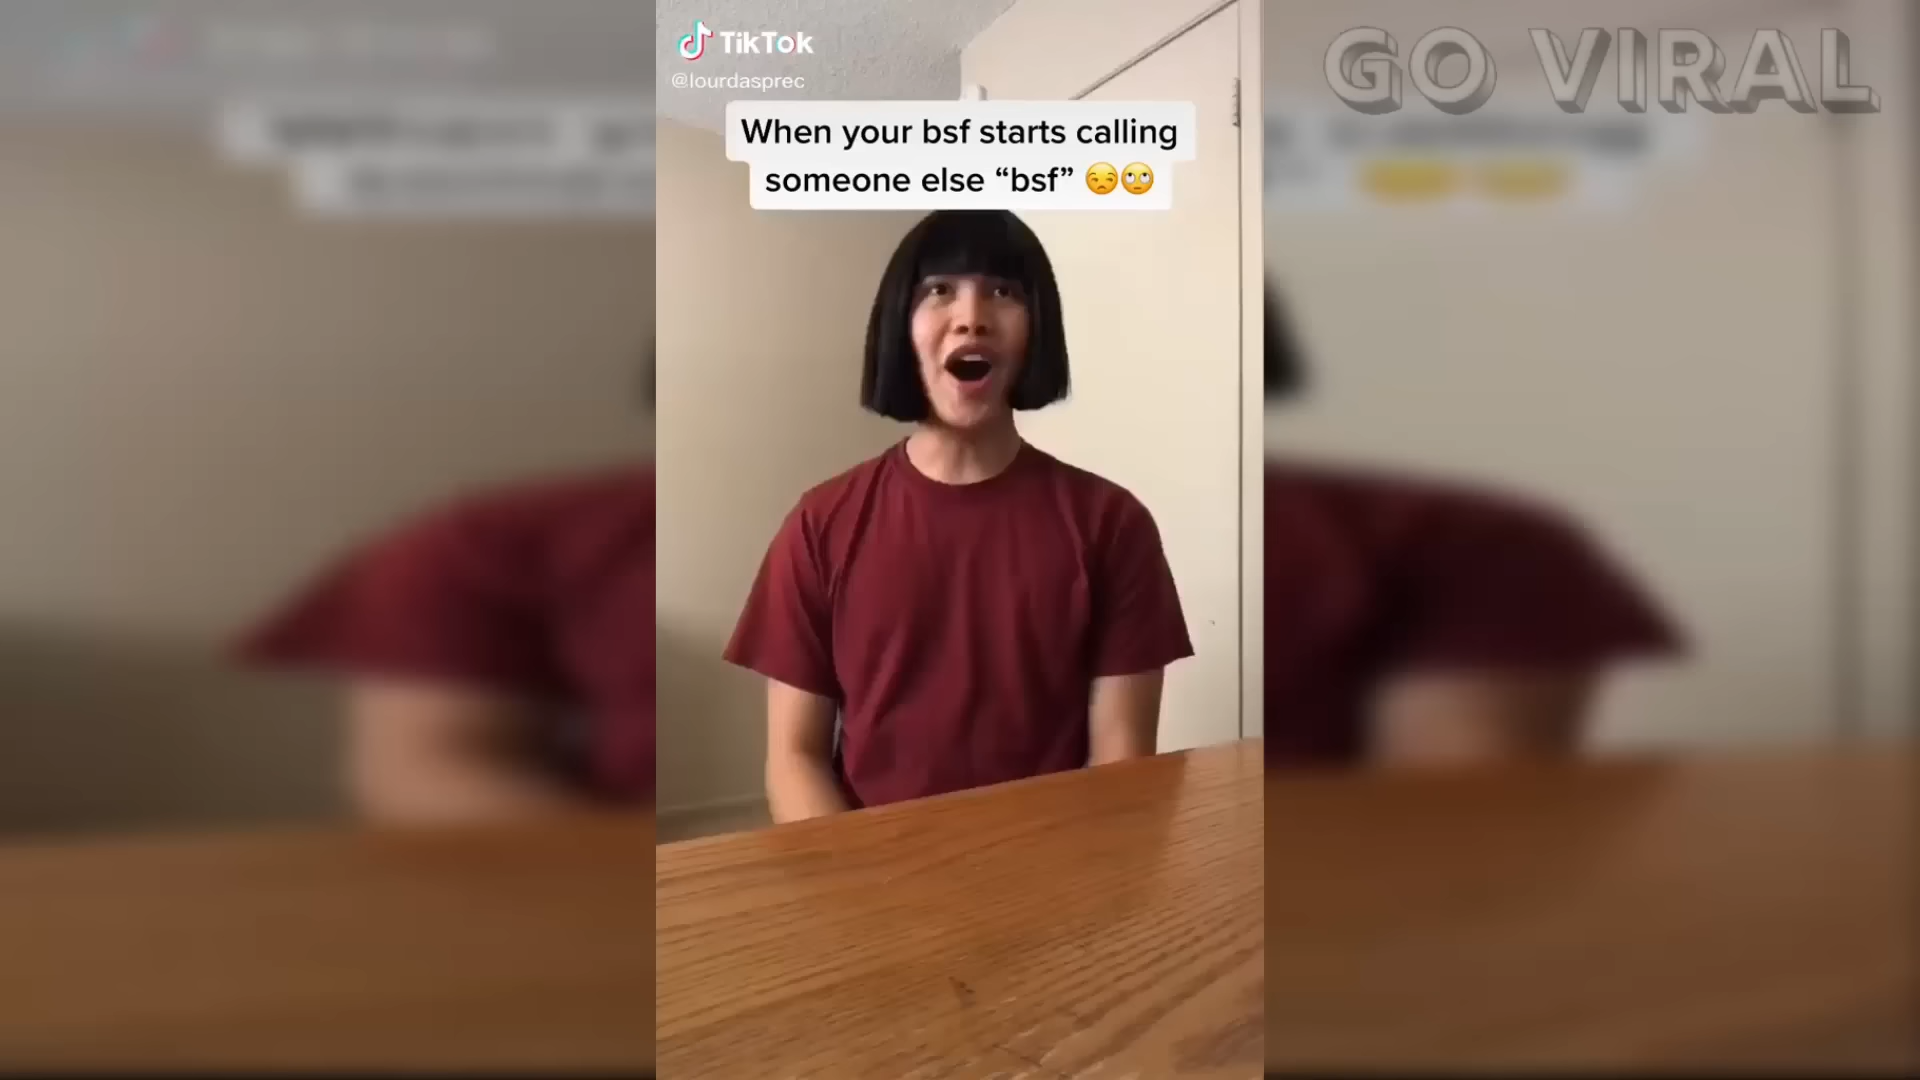 TikTok
@lourdasprec
GO VIRAL
When your bsf starts calling
someone else “bsf” 😒🙄